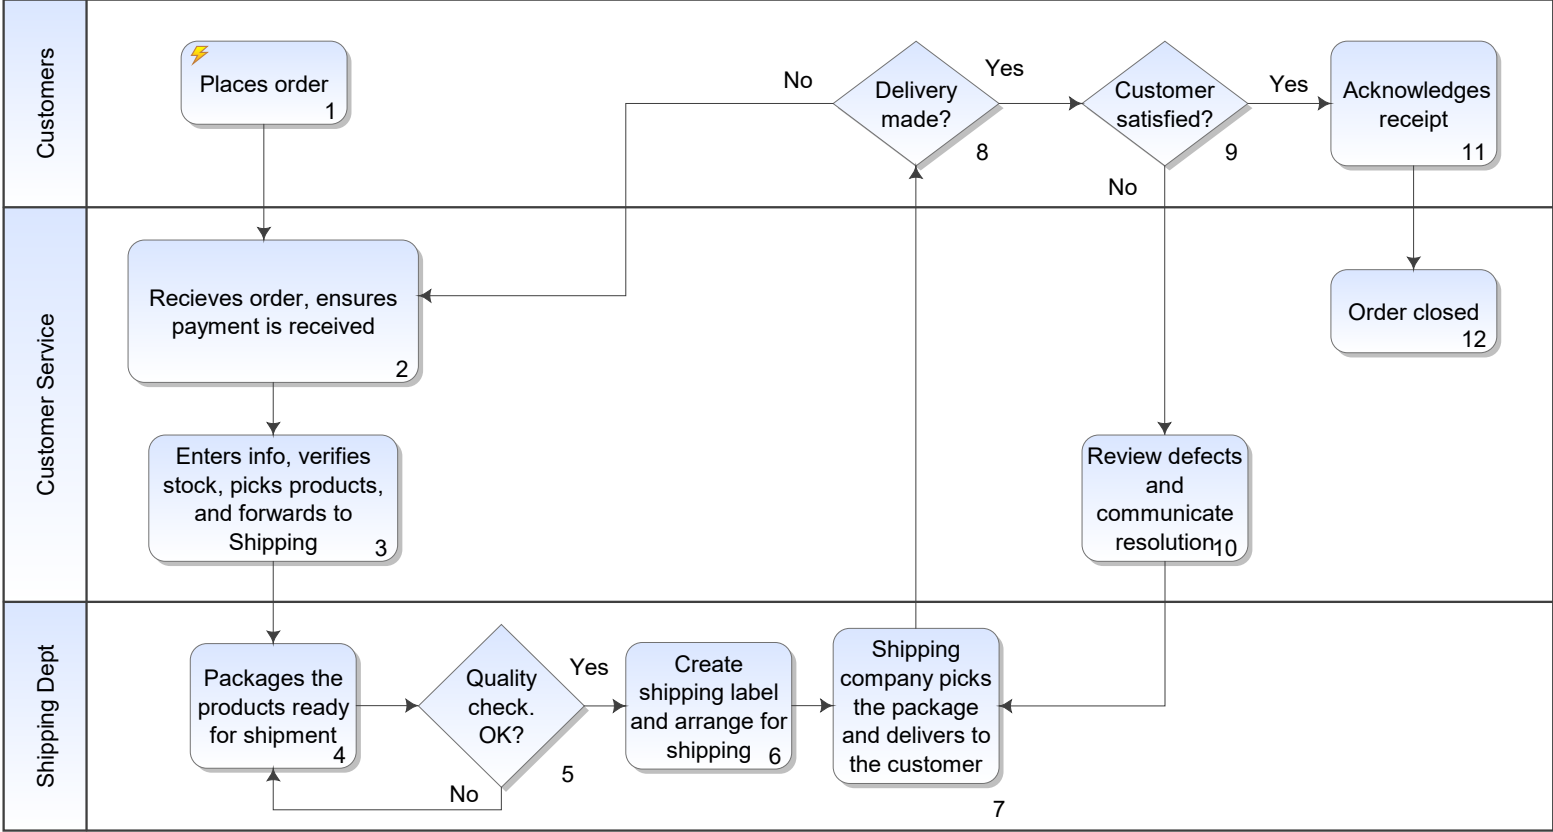 Customers
Places order
1
No
Delivery
made?
8
Yes
Customer
satisfied?
9
No
Yes
Acknowledges
receipt
11
Customer Service
Recieves order, ensures
payment is received
2
Order closed
12
Enters info, verifies
stock, picks products,
and forwards to
Shipping
3
Review defects
and
communicate
resolution
10
Shipping Dept
Packages the
products ready
for shipment
4
Quality
check.
OK?
5
No
Yes
Create
shipping label
and arrange for
shipping
6
Shipping
company picks
the package
and delivers to
the customer
7